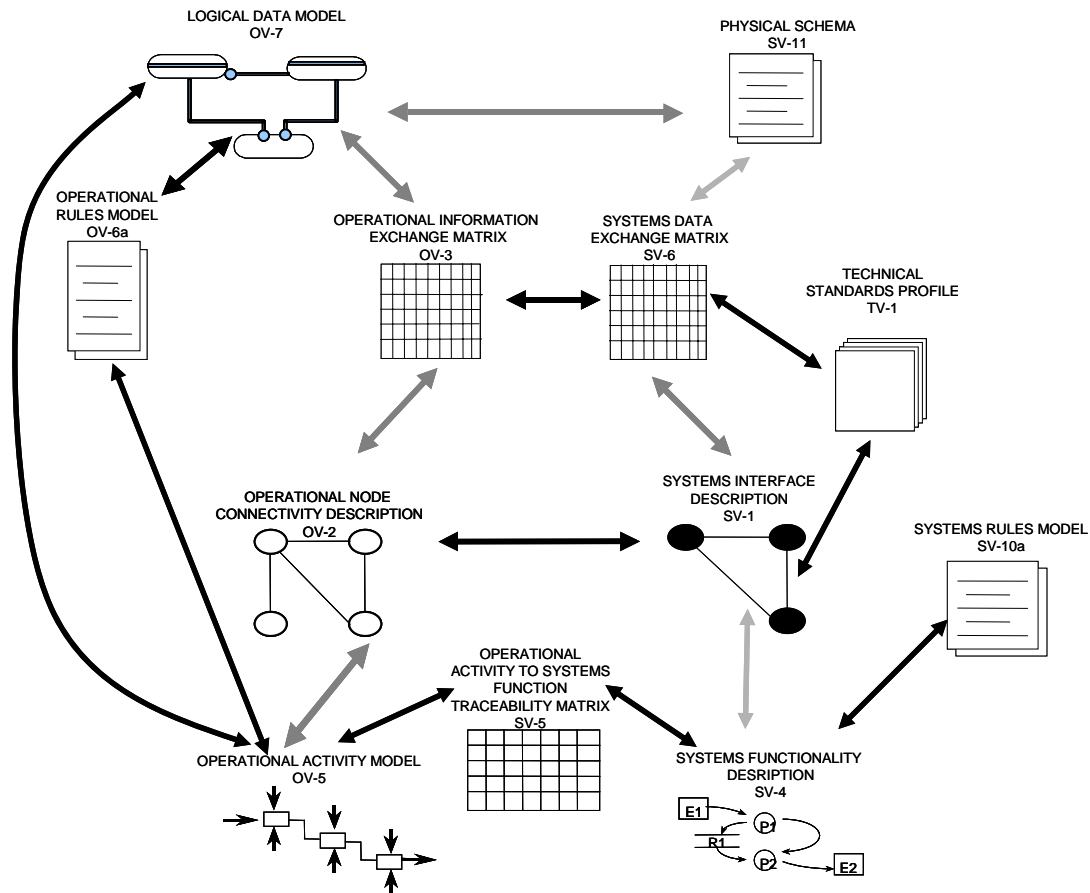 LOGICAL DATA MODEL
OV-7
PHYSICAL SCHEMA
SV-11
OPERATIONAL
RULES MODEL
OV-6a
OPERATIONAL INFORMATION
EXCHANGE MATRIX
OV-3
SYSTEMS DATA
EXCHANGE MATRIX
SV-6
TECHNICAL
STANDARDS PROFILE
TV-1
OPERATIONAL NODE
CONNECTIVITY DESCRIPTION
OV-2
SYSTEMS INTERFACE
DESCRIPTION
SV-1
SYSTEMS RULES MODEL
SV-10a
OPERATIONAL
ACTIVITY TO SYSTEMS
FUNCTION
TRACEABILITY MATRIX
SV-5
OPERATIONAL ACTIVITY MODEL
OV-5
SYSTEMS FUNCTIONALITY
DESRIPTION
SV-4
E1
P1
R1
P2
E2